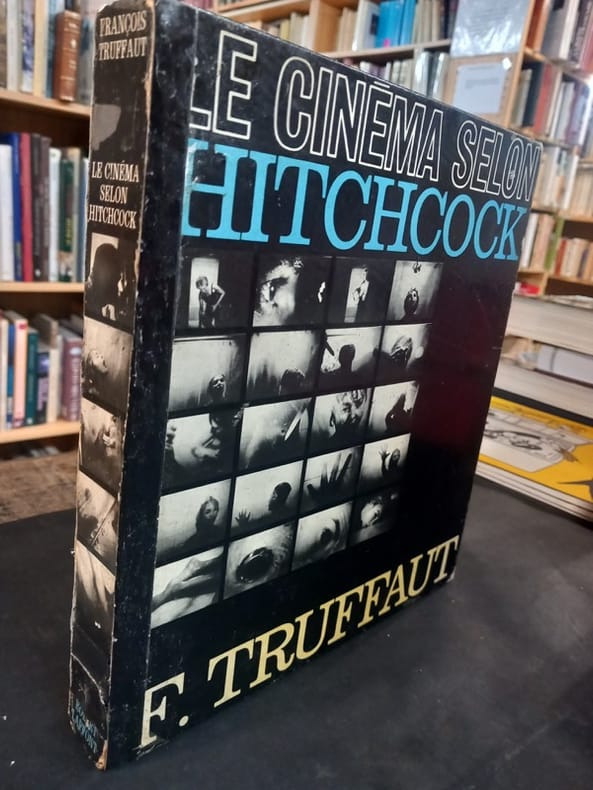 FRANÇOIS
TRUFFAUT
LE CINÉMA
SELON
HITCHCOCK
LE CINÉMA SELON
HITCHCOCK
F. TRUFFAUT